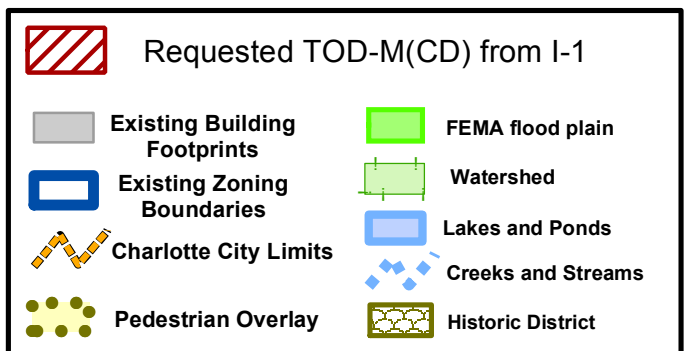 Requested TOD-M(CD) from I-1
Existing Building
Footprints
Existing Zoning
Boundaries
Charlotte City Limits
Pedestrian Overlay
FEMA flood plain
Watershed
Lakes and Ponds
Creeks and Streams
Historic District